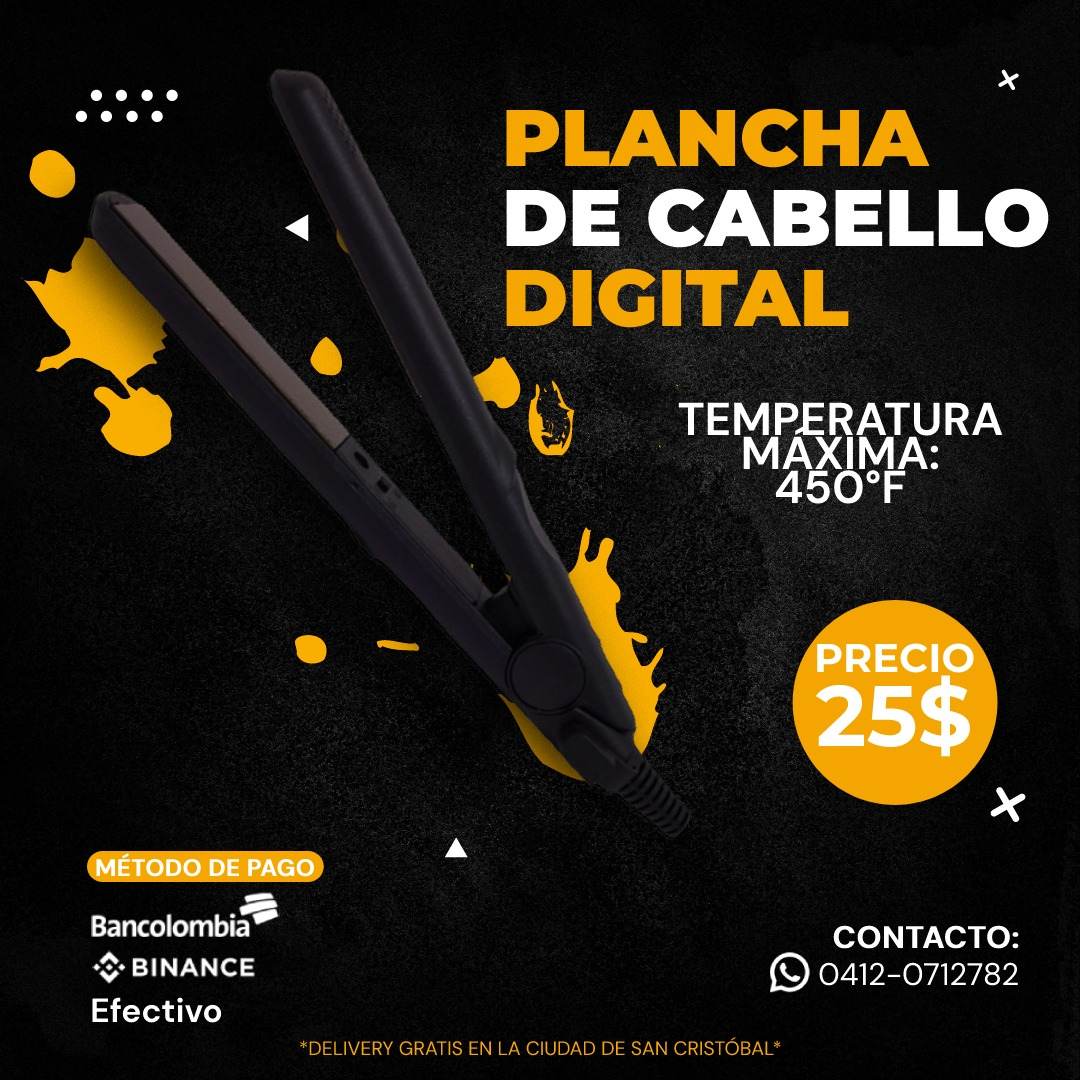 PLANCHA
DE CABELLO
DIGITAL
TEMPERATURA
MÁXIMA:
450°F
PRECIO
25$
MÉTODO DE PAGO
Bancolombia
BINANCE
Efectivo
CONTACTO:
0412-0712782
*DELIVERY GRATIS EN LA CIUDAD DE SAN CRISTÓBAL*